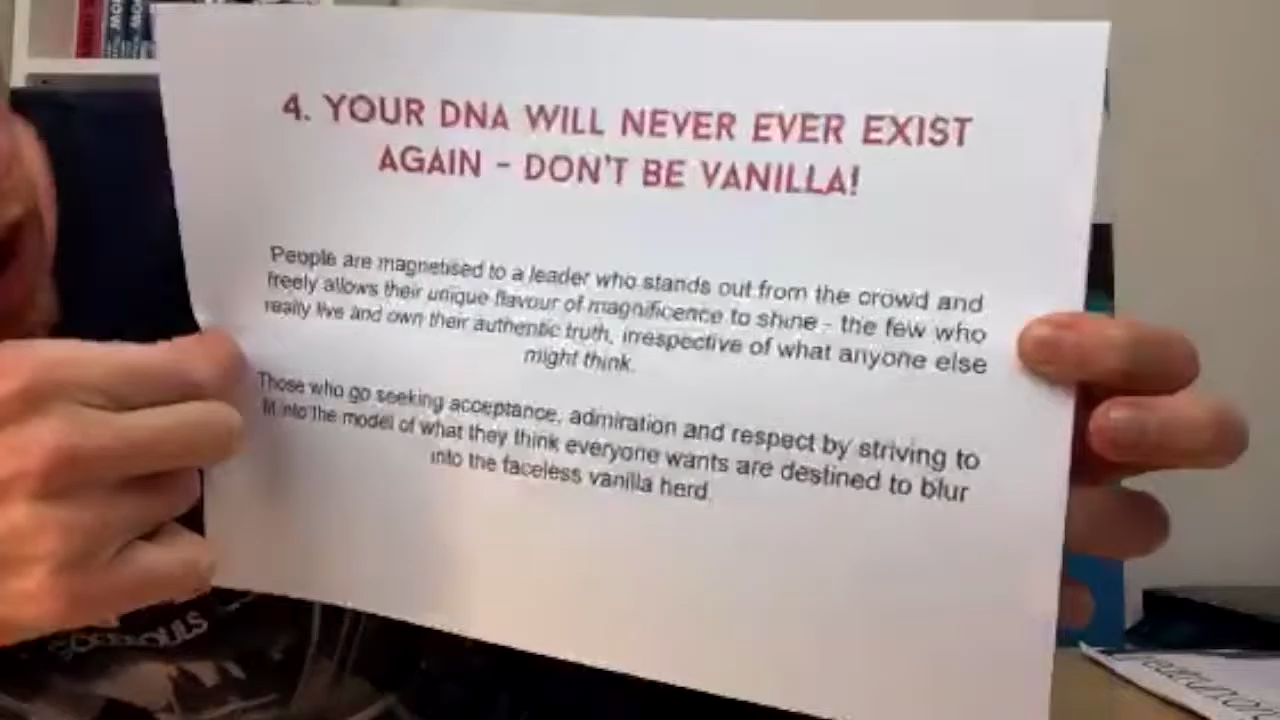 4. YOUR DNA WILL NEVER EVER EXIST
AGAIN - DON'T BE VANILLA!
People are magnetised to a leader who stands out from the crowd and
freely allows their unique flavour of magnificence to shine - the few who
really live and own their authentic truth, irrespective of what anyone else
might think.
Those who go seeking acceptance, admiration and respect by striving to
fit into the model of what they think everyone wants are destined to blur
into the faceless vanilla herd.